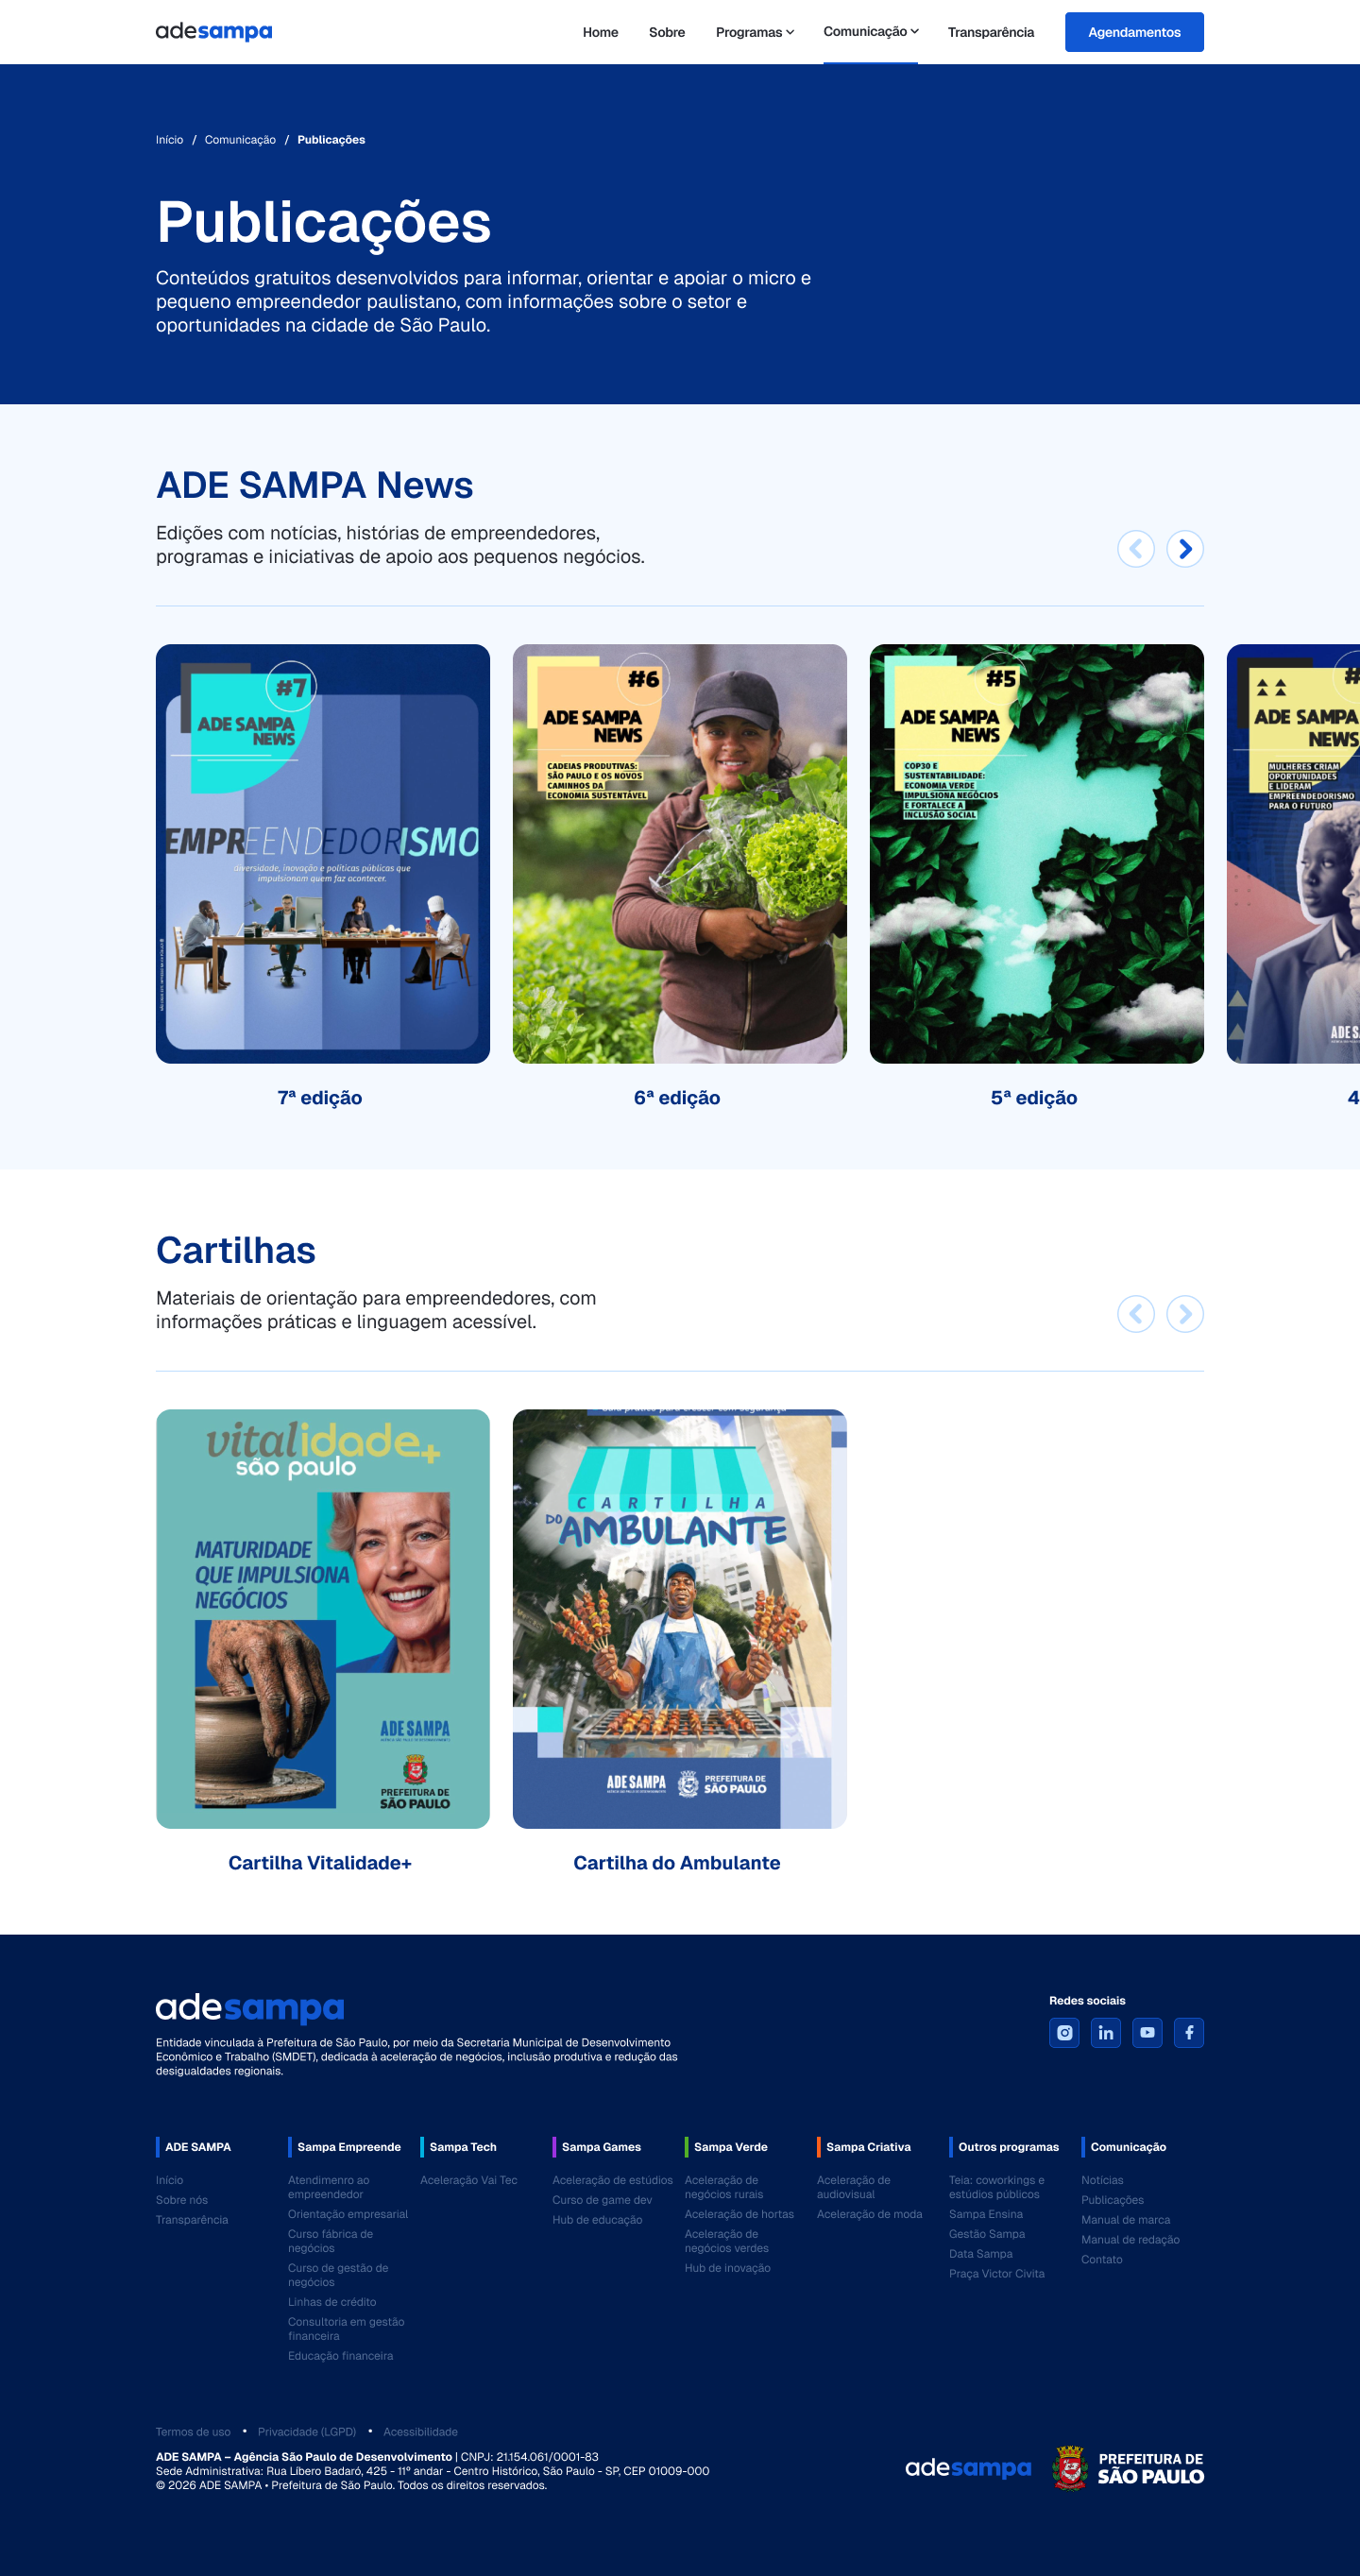 adesampa
Home Sobre Programas Comunicação Transparência Agendamentos
Início / Comunicação / Publicações
Publicações
Conteúdos gratuitos desenvolvidos para informar, orientar e apoiar o micro e
pequeno empreendedor paulistano, com informações sobre o setor e
oportunidades na cidade de São Paulo.
ADE SAMPA News
Edições com notícias, histórias de empreendedores,
programas e iniciativas de apoio aos pequenos negócios.
#7
ADE SAMPA
NEWS
EMPREENDEDORISMO
diversidade, inovação e políticas públicas que
impulsionam quem faz acontecer.
7ª edição
#6
ADE SAMPA
NEWS
CADEIAS PRODUTIVAS:
SÃO PAULO E OS NOVOS
CAMINHOS DA
ECONOMIA SUSTENTÁVEL
6ª edição
#5
ADE SAMPA
NEWS
COP30 E
SUSTENTABILIDADE:
ECONOMIA VERDE
IMPULSIONA NEGÓCIOS
E FORTALECE A
INCLUSÃO SOCIAL
5ª edição
#
ADE SAMPA
NEWS
MULHERES CRIAM
OPORTUNIDADES
E LIDERAM
EMPREENDEDORISMO
PARA O FUTURO
ADE S
4
Cartilhas
Materiais de orientação para empreendedores, com
informações práticas e linguagem acessível.
vitalidade+
são paulo
MATURIDADE
QUE IMPULSIONA
NEGÓCIOS
ADE SAMPA
PREFEITURA DE
SÃO PAULO
Cartilha Vitalidade+
CARTILHA
DO AMBULANTE
ADE SAMPA
PREFEITURA DE
SÃO PAULO
Cartilha do Ambulante
adesampa
Entidade vinculada à Prefeitura de São Paulo, por meio da Secretaria Municipal de Desenvolvimento
Econômico e Trabalho (SMDET), dedicada à aceleração de negócios, inclusão produtiva e redução das
desigualdades regionais.
Redes sociais
ADE SAMPA
Início
Sobre nós
Transparência
Sampa Empreende
Atendimenro ao
empreendedor
Orientação empresarial
Curso fábrica de
negócios
Curso de gestão de
negócios
Linhas de crédito
Consultoria em gestão
financeira
Educação financeira
Sampa Tech
Aceleração Vai Tec
Sampa Games
Aceleração de estúdios
Curso de game dev
Hub de educação
Sampa Verde
Aceleração de
negócios rurais
Aceleração de hortas
Aceleração de
negócios verdes
Hub de inovação
Sampa Criativa
Aceleração de
audiovisual
Aceleração de moda
Outros programas
Teia: coworkings e
estúdios públicos
Sampa Ensina
Gestão Sampa
Data Sampa
Praça Victor Civita
Comunicação
Notícias
Publicações
Manual de marca
Manual de redação
Contato
Termos de uso • Privacidade (LGPD) • Acessibilidade
ADE SAMPA – Agência São Paulo de Desenvolvimento | CNPJ: 21.154.061/0001-83
Sede Administrativa: Rua Líbero Badaró, 425 - 11º andar - Centro Histórico, São Paulo - SP, CEP 01009-000
© 2026 ADE SAMPA • Prefeitura de São Paulo. Todos os direitos reservados.
adesampa
PREFEITURA DE
SÃO PAULO